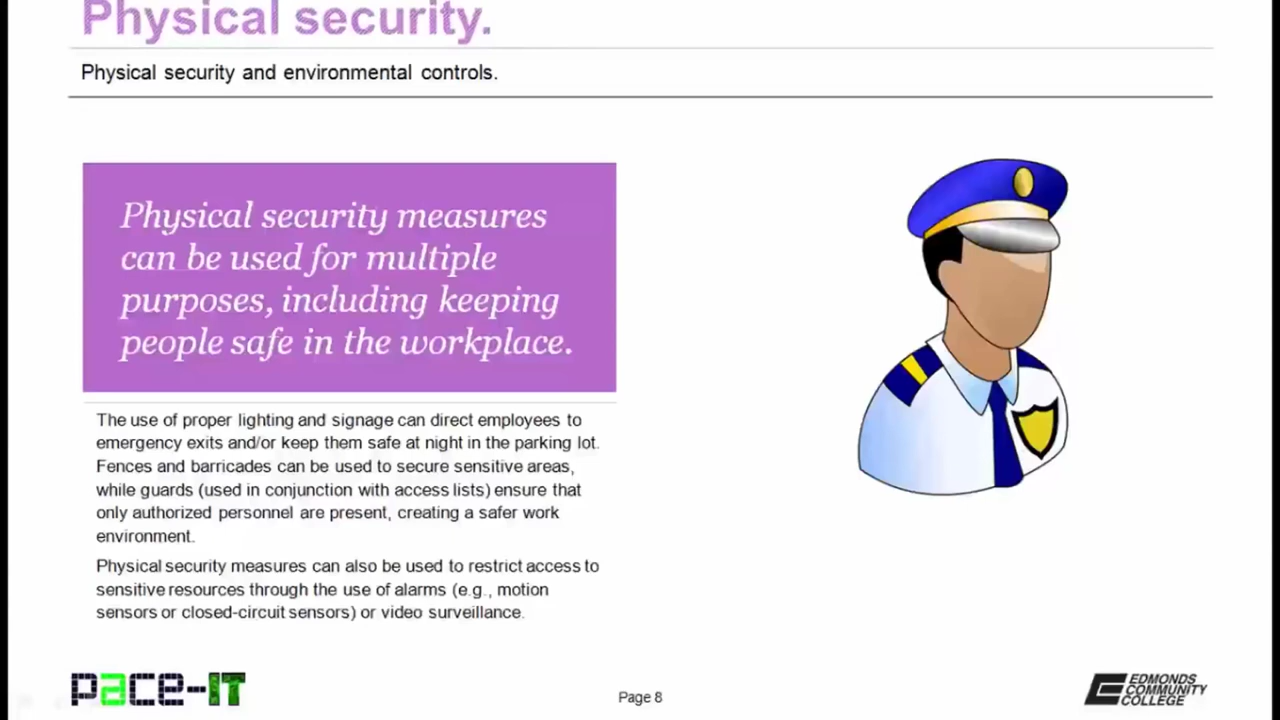 Physical security.
Physical security and environmental controls.
Physical security measures
can be used for multiple
purposes, including keeping
people safe in the workplace.
The use of proper lighting and signage can direct employees to
emergency exits and/or keep them safe at night in the parking lot.
Fences and barricades can be used to secure sensitive areas,
while guards (used in conjunction with access lists) ensure that
only authorized personnel are present, creating a safer work
environment.
Physical security measures can also be used to restrict access to
sensitive resources through the use of alarms (e.g., motion
sensors or closed-circuit sensors) or video surveillance.
pace-IT
Page 8
EDMONDS
COMMUNITY
COLLEGE